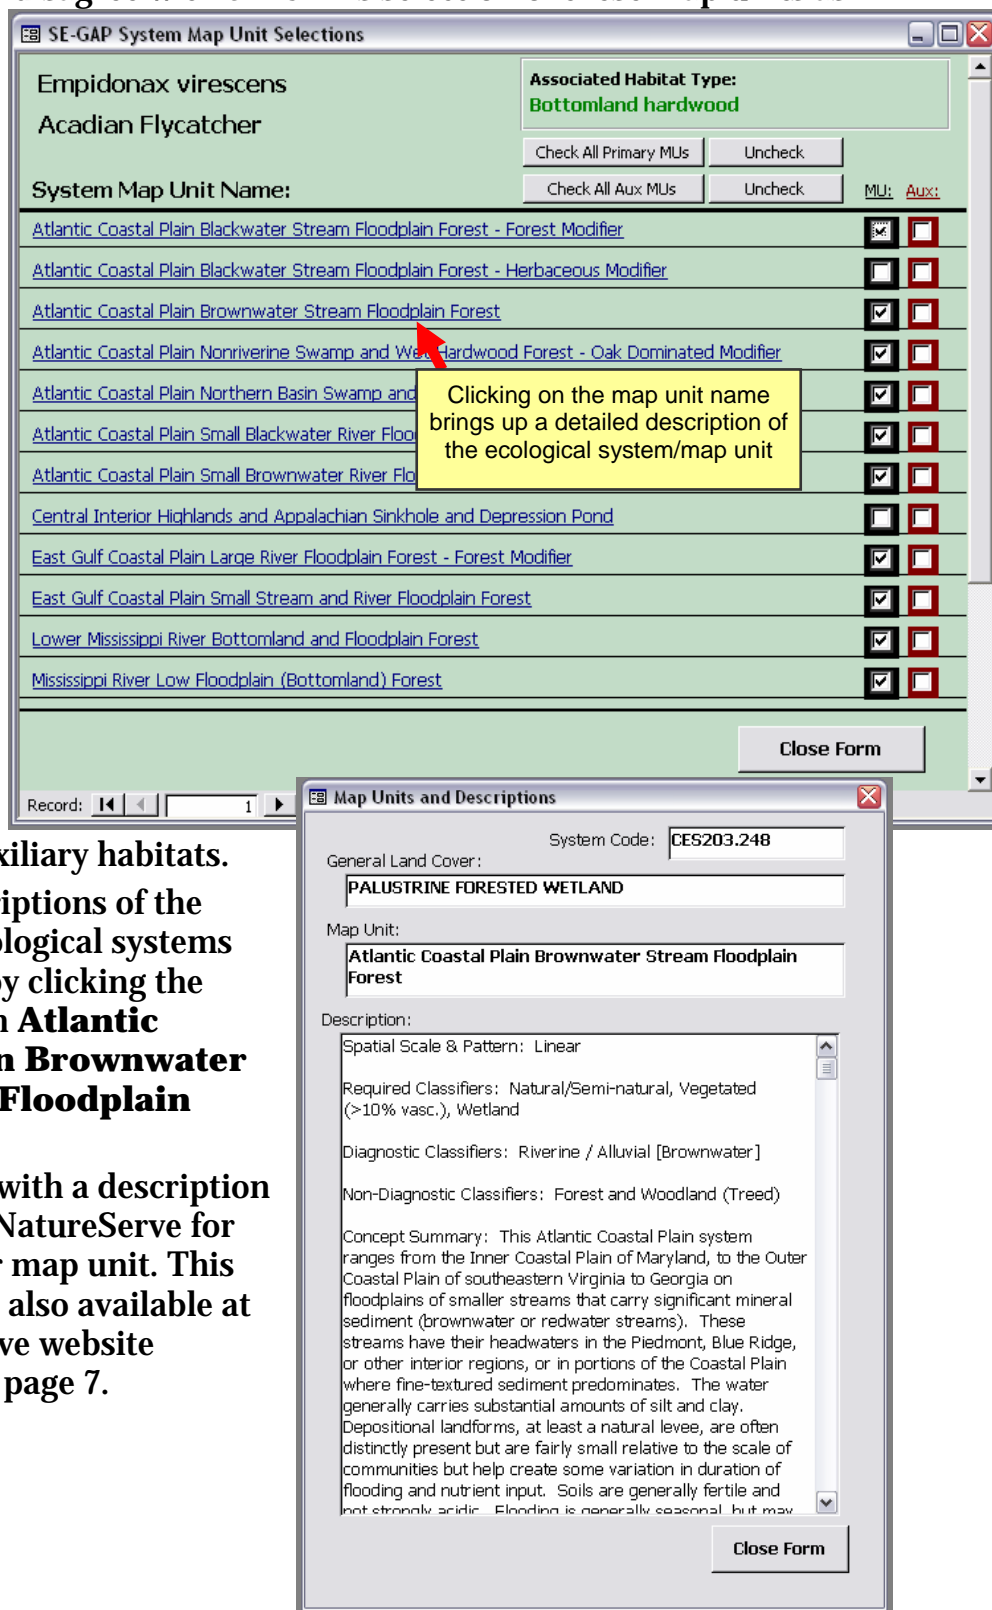 SE-GAP System Map Unit Selections
Empidonax virescens
Acadian Flycatcher
Associated Habitat Type:
Bottomland hardwood
Check All Primary MUs Uncheck
System Map Unit Name: Check All Aux MUs Uncheck MU: Aux:
Atlantic Coastal Plain Blackwater Stream Floodplain Forest - Forest Modifier
Atlantic Coastal Plain Blackwater Stream Floodplain Forest - Herbaceous Modifier
Atlantic Coastal Plain Brownwater Stream Floodplain Forest
Atlantic Coastal Plain Nonriverine Swamp and Wet Hardwood Forest - Oak Dominated Modifier
Atlantic Coastal Plain Northern Basin Swamp and
Atlantic Coastal Plain Small Blackwater River Floo
Atlantic Coastal Plain Small Brownwater River Flo
Clicking on the map unit name
brings up a detailed description of
the ecological system/map unit
Central Interior Highlands and Appalachian Sinkhole and Depression Pond
East Gulf Coastal Plain Large River Floodplain Forest - Forest Modifier
East Gulf Coastal Plain Small Stream and River Floodplain Forest
Lower Mississippi River Bottomland and Floodplain Forest
Mississippi River Low Floodplain (Bottomland) Forest
Close Form
Record: 1
xiliary habitats.
riptions of the
ological systems
by clicking the
n Atlantic
n Brownwater
Floodplain
with a description
NatureServe for
r map unit. This
also available at
ve website
page 7.
Map Units and Descriptions
System Code: CES203.248
General Land Cover:
PALUSTRINE FORESTED WETLAND
Map Unit:
Atlantic Coastal Plain Brownwater Stream Floodplain
Forest
Description:
Spatial Scale & Pattern: Linear
Required Classifiers: Natural/Semi-natural, Vegetated
(>10% vasc.), Wetland
Diagnostic Classifiers: Riverine / Alluvial [Brownwater]
Non-Diagnostic Classifiers: Forest and Woodland (Treed)
Concept Summary: This Atlantic Coastal Plain system
ranges from the Inner Coastal Plain of Maryland, to the Outer
Coastal Plain of southeastern Virginia to Georgia on
floodplains of smaller streams that carry significant mineral
sediment (brownwater or redwater streams). These
streams have their headwaters in the Piedmont, Blue Ridge,
or other interior regions, or in portions of the Coastal Plain
where fine-textured sediment predominates. The water
generally carries substantial amounts of silt and clay.
Depositional landforms, at least a natural levee, are often
distinctly present but are fairly small relative to the scale of
communities but help create some variation in duration of
flooding and nutrient input. Soils are generally fertile and
not strongly acidic. Flooding is generally seasonal, but may
Close Form